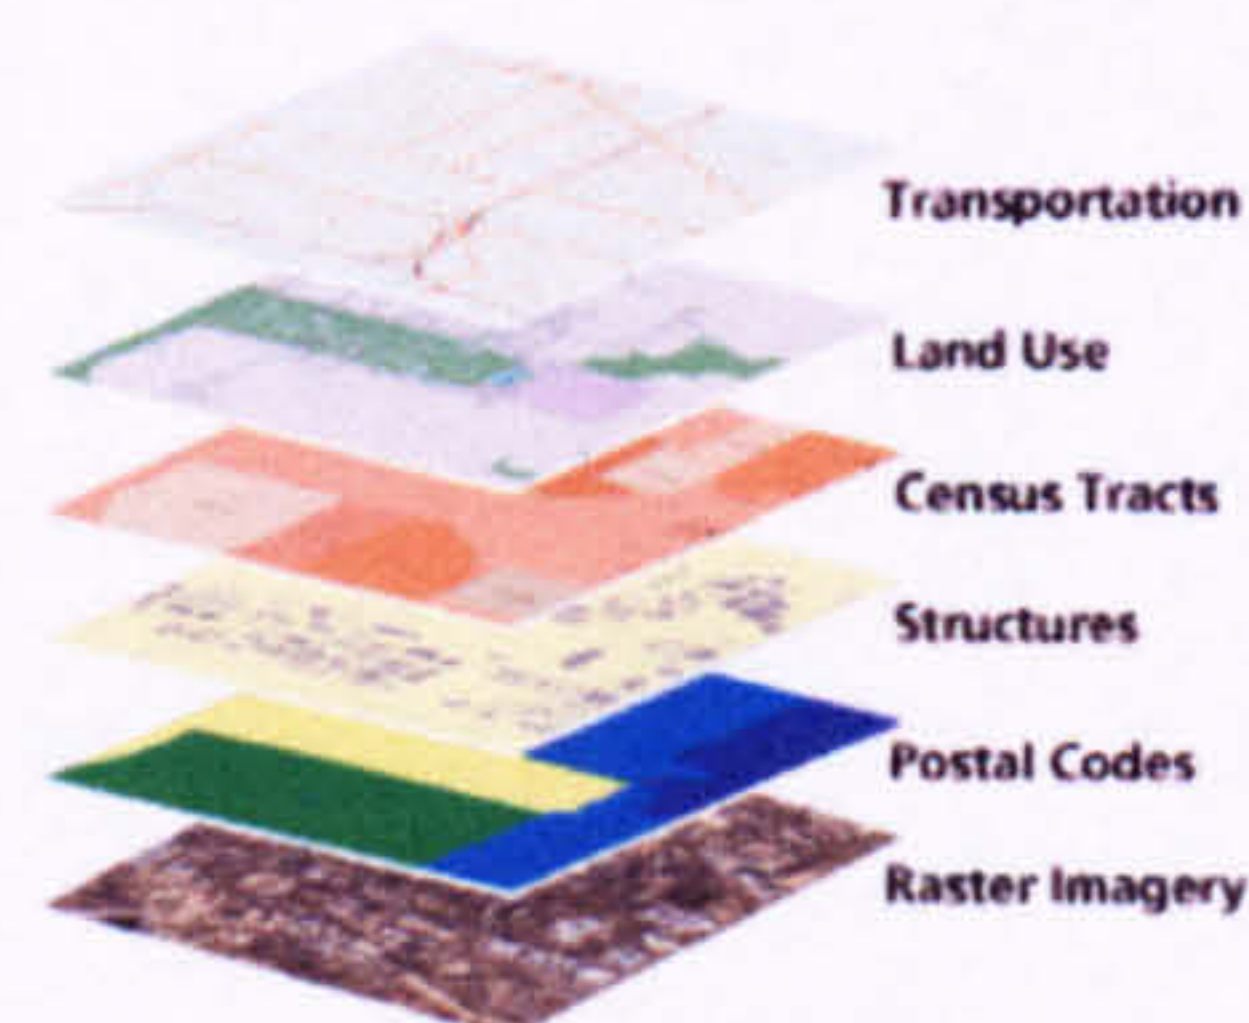 Transportation
Land Use
Census Tracts
Structures
Postal Codes
Raster Imagery